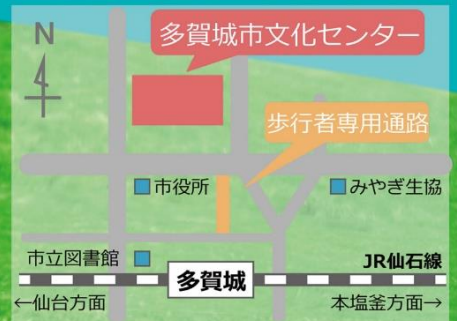 N
多賀城市文化センター
歩行者専用通路
市役所
みやぎ生協
市立図書館
JR仙石線
多賀城
←仙台方面
本塩釜方面→